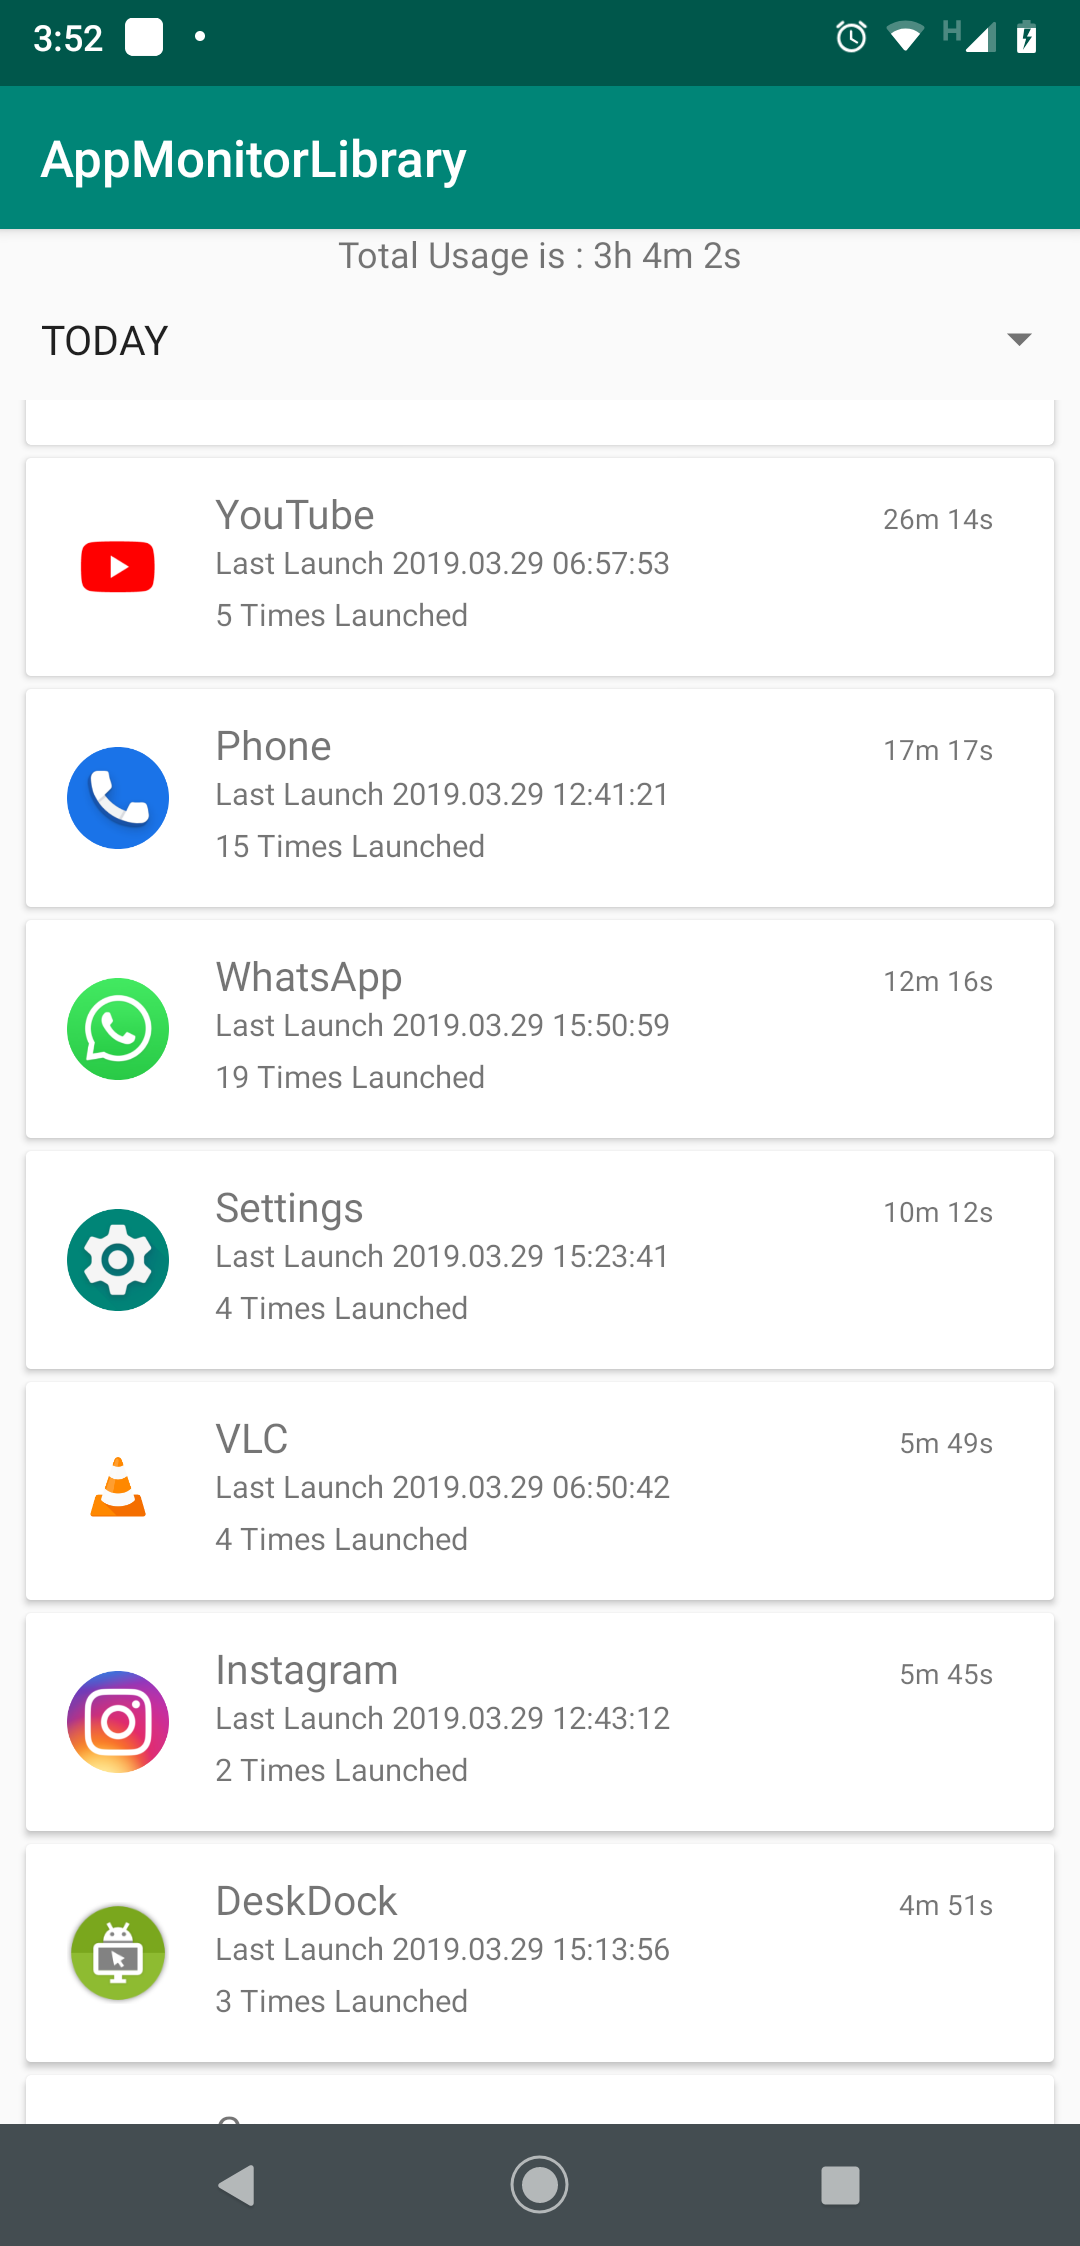 3:52
H
AppMonitorLibrary
Total Usage is : 3h 4m 2s
TODAY
YouTube
26m 14s
Last Launch 2019.03.29 06:57:53
5 Times Launched
Phone
17m 17s
Last Launch 2019.03.29 12:41:21
15 Times Launched
WhatsApp
12m 16s
Last Launch 2019.03.29 15:50:59
19 Times Launched
Settings
10m 12s
Last Launch 2019.03.29 15:23:41
4 Times Launched
VLC
5m 49s
Last Launch 2019.03.29 06:50:42
4 Times Launched
Instagram
5m 45s
Last Launch 2019.03.29 12:43:12
2 Times Launched
DeskDock
4m 51s
Last Launch 2019.03.29 15:13:56
3 Times Launched